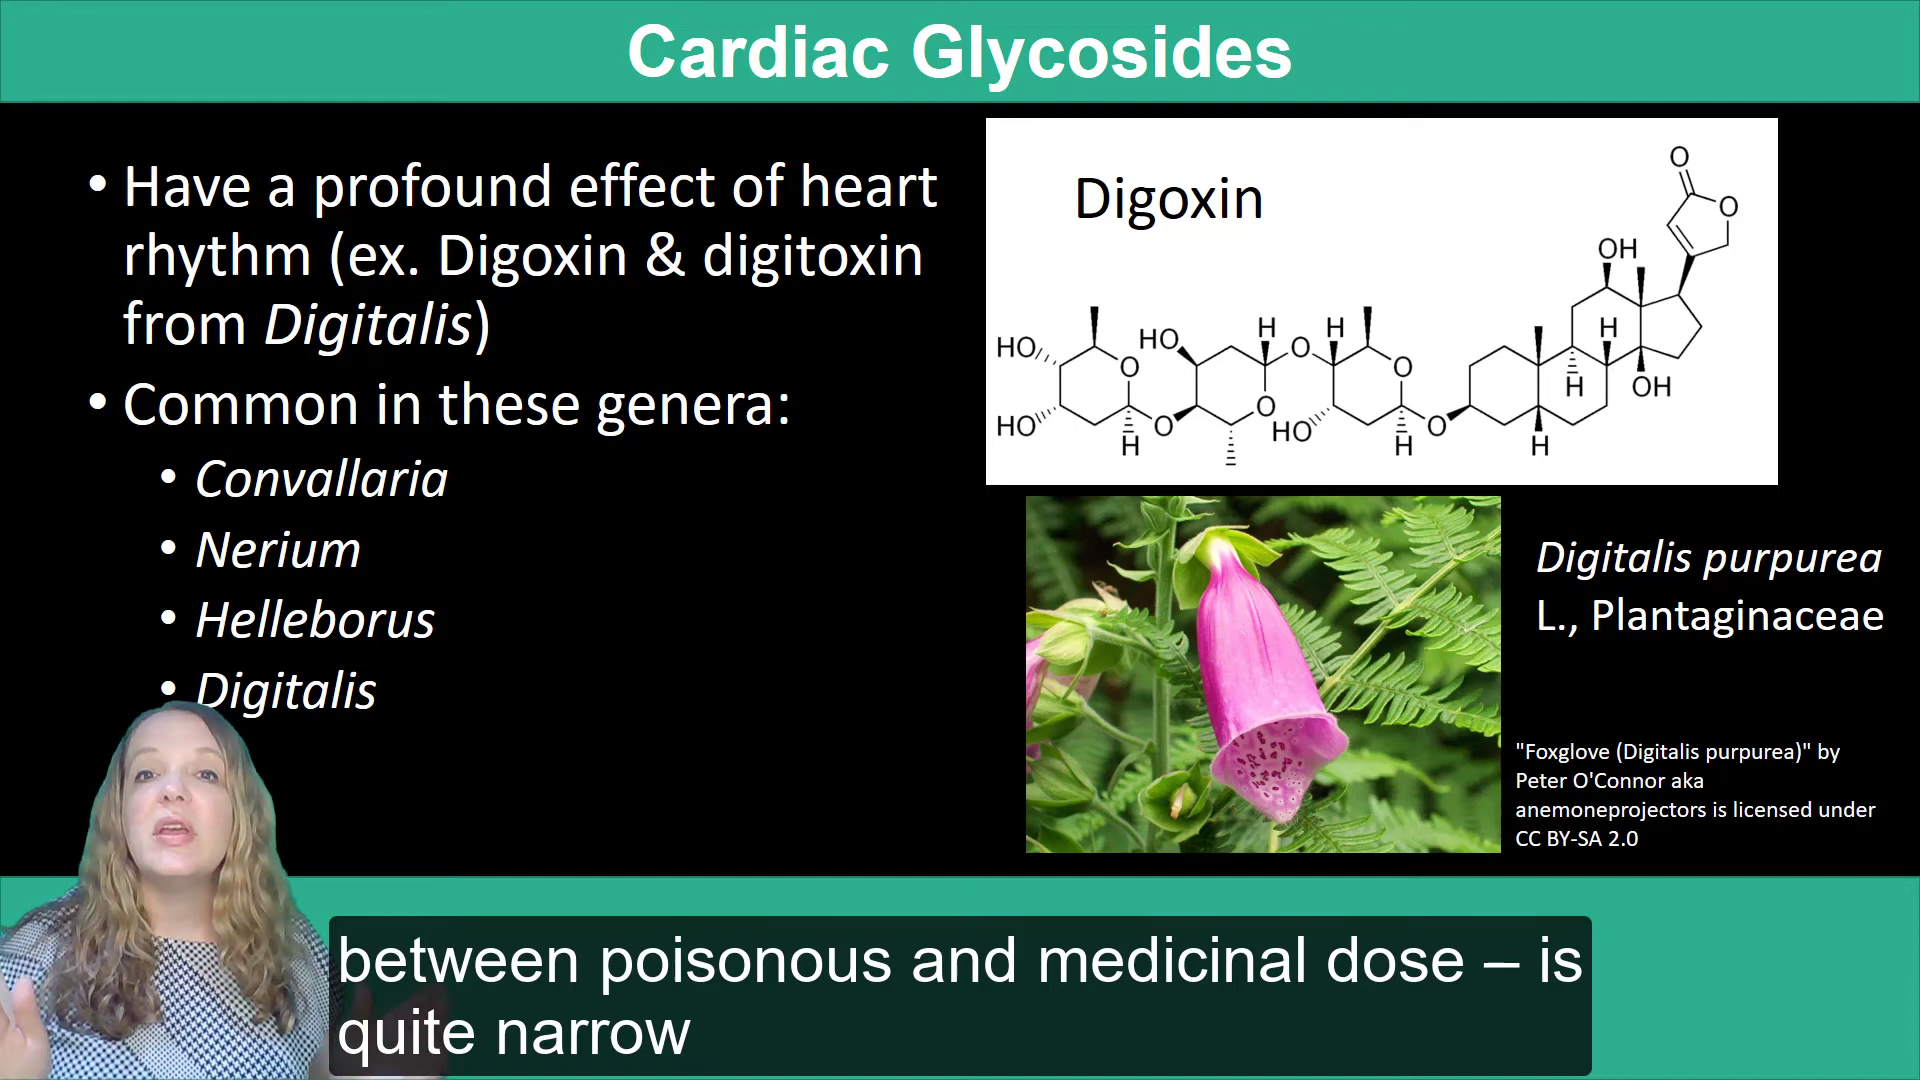 Cardiac Glycosides
• Have a profound effect of heart
rhythm (ex. Digoxin & digitoxin
from Digitalis)
• Common in these genera:
• Convallaria
• Nerium
• Helleborus
• Digitalis
Digoxin
O
O
OH
H
OH
H
H
HO
HO
O
H
O
HO
O
H
O
H
O
HO
H
O
H
Digitalis purpurea
L., Plantaginaceae
"Foxglove (Digitalis purpurea)" by
Peter O'Connor aka
anemoneprojectors is licensed under
CC BY-SA 2.0
between poisonous and medicinal dose – is
quite narrow